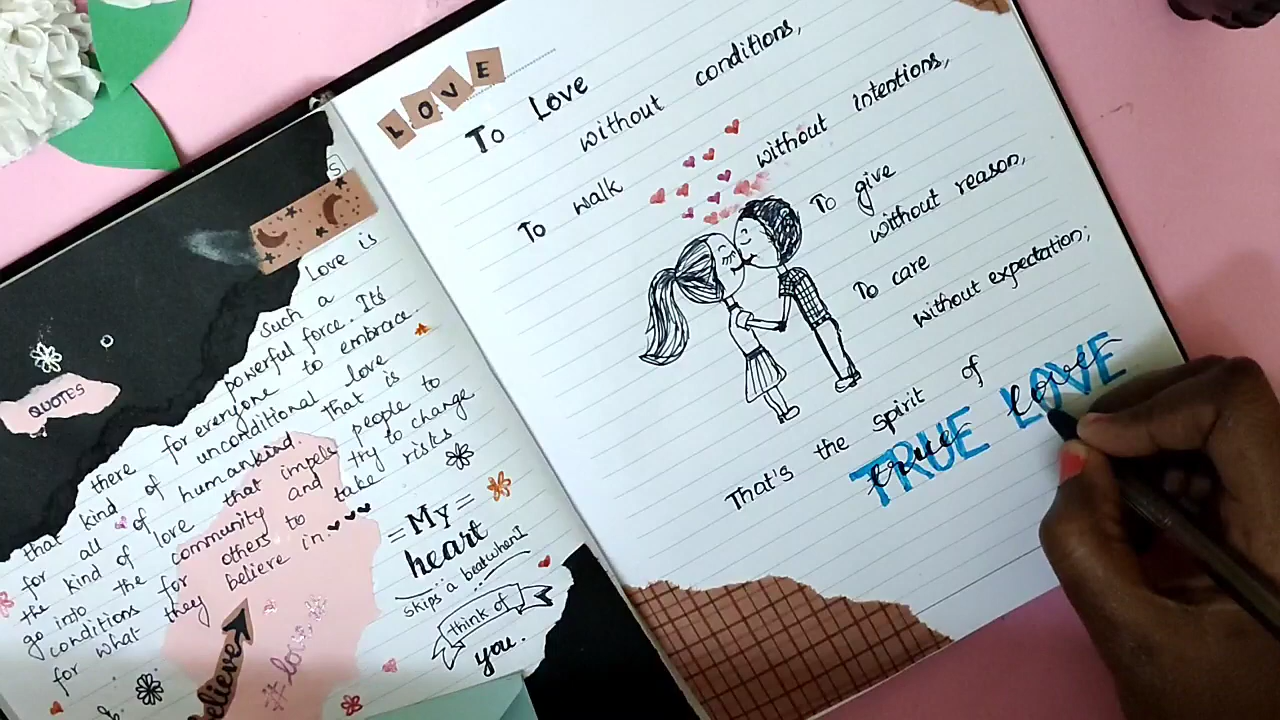 QUOTES
S
Love is
such a
powerful force. Its
there for everyone to embrace.
that kind of unconditional love
for all of humankind. That is
the kind of love that impels people to
go into the community and try to change
conditions for others to take risks
for what they believe in.
=My=
heart
skips a beat when I
think of
you.
believe
#love
LOVE
To Love
without conditions,
To walk
without intentions,
To give
without reason,
To care
without expectation;
That's the spirit of
TRUE LOVE
true love